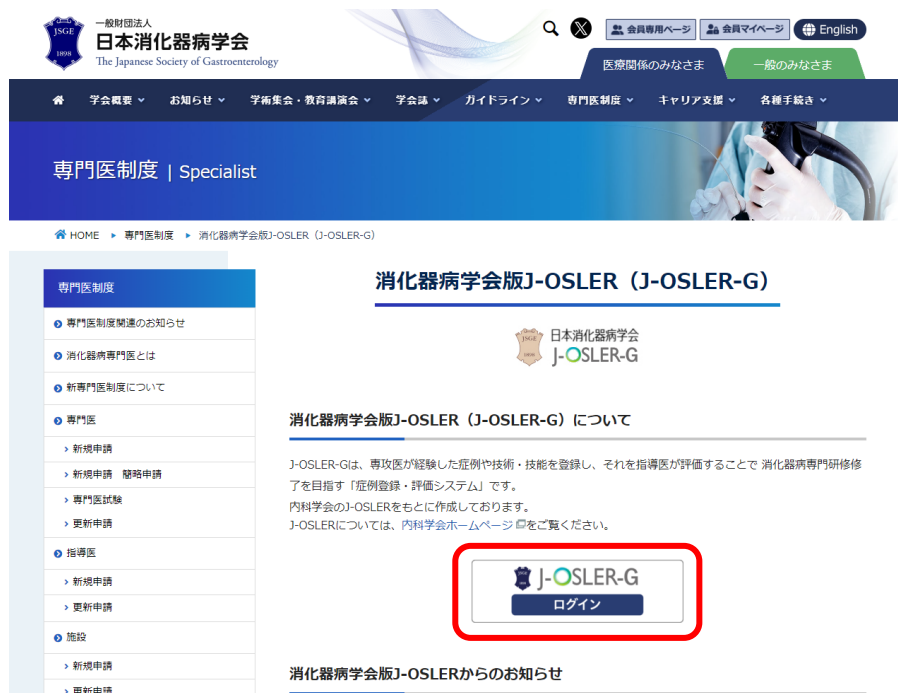 JSGE
1898
一般財団法人
日本消化器病学会
The Japanese Society of Gastroenterology
会員専用ページ
会員マイページ
English
医療関係のみなさま
一般のみなさま
学会概要
お知らせ
学術集会・教育講演会
学会誌
ガイドライン
専門医制度
キャリア支援
各種手続き
専門医制度 | Specialist
HOME ▸ 専門医制度 ▸ 消化器病学会版J-OSLER（J-OSLER-G）
専門医制度
専門医制度関連のお知らせ
消化器病専門医とは
新専門医制度について
専門医
新規申請
新規申請　簡略申請
専門医試験
更新申請
指導医
新規申請
更新申請
施設
新規申請
更新申請
消化器病学会版J-OSLER（J-OSLER-G）
JSGE
1898
日本消化器病学会
J-OSLER-G
消化器病学会版J-OSLER（J-OSLER-G）について
J-OSLER-Gは、専攻医が経験した症例や技術・技能を登録し、それを指導医が評価することで 消化器病専門研修修
了を目指す「症例登録・評価システム」です。
内科学会のJ-OSLERをもとに作成しております。
J-OSLERについては、内科学会ホームページをご覧ください。
J-OSLER-G
ログイン
消化器病学会版J-OSLERからのお知らせ